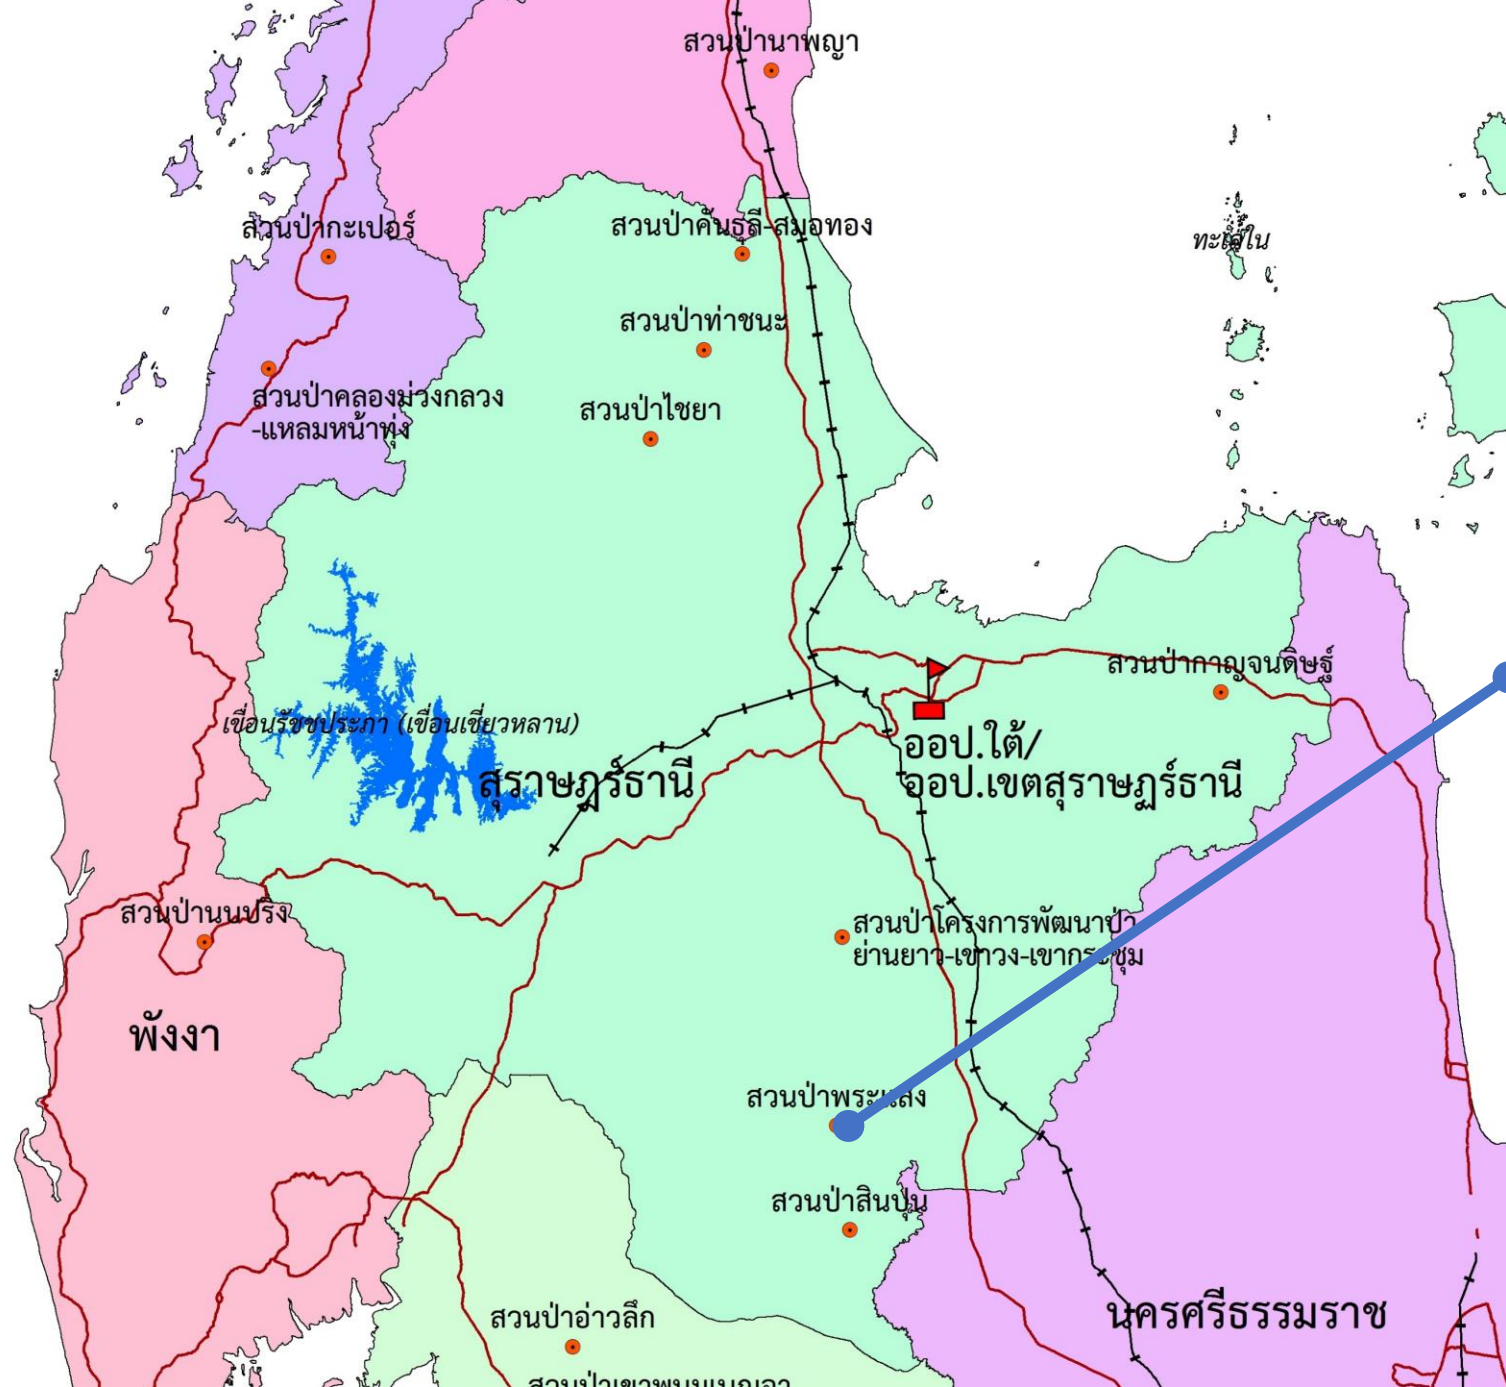 สวนป่านาพญา
สวนป่ากะเปอร์
สวนป่าคันธุลี-สมอทอง
สวนป่าท่าชนะ
สวนป่าคลองม่วงกลวง
-แหลมหน้าทุ่ง
สวนป่าไชยา
สวนป่ากาญจนดิษฐ์
เขื่อนรัชชประภา (เขื่อนเชี่ยวหลาน)
สุราษฎร์ธานี
ออป.ใต้/
ออป.เขตสุราษฎร์ธานี
สวนป่านบปริง
สวนป่าโครงการพัฒนาป่า
ย่านยาว-เขาวง-เขากระชุม
พังงา
สวนป่าพระแสง
สวนป่าสินปุน
นครศรีธรรมราช
สวนป่าอ่าวลึก